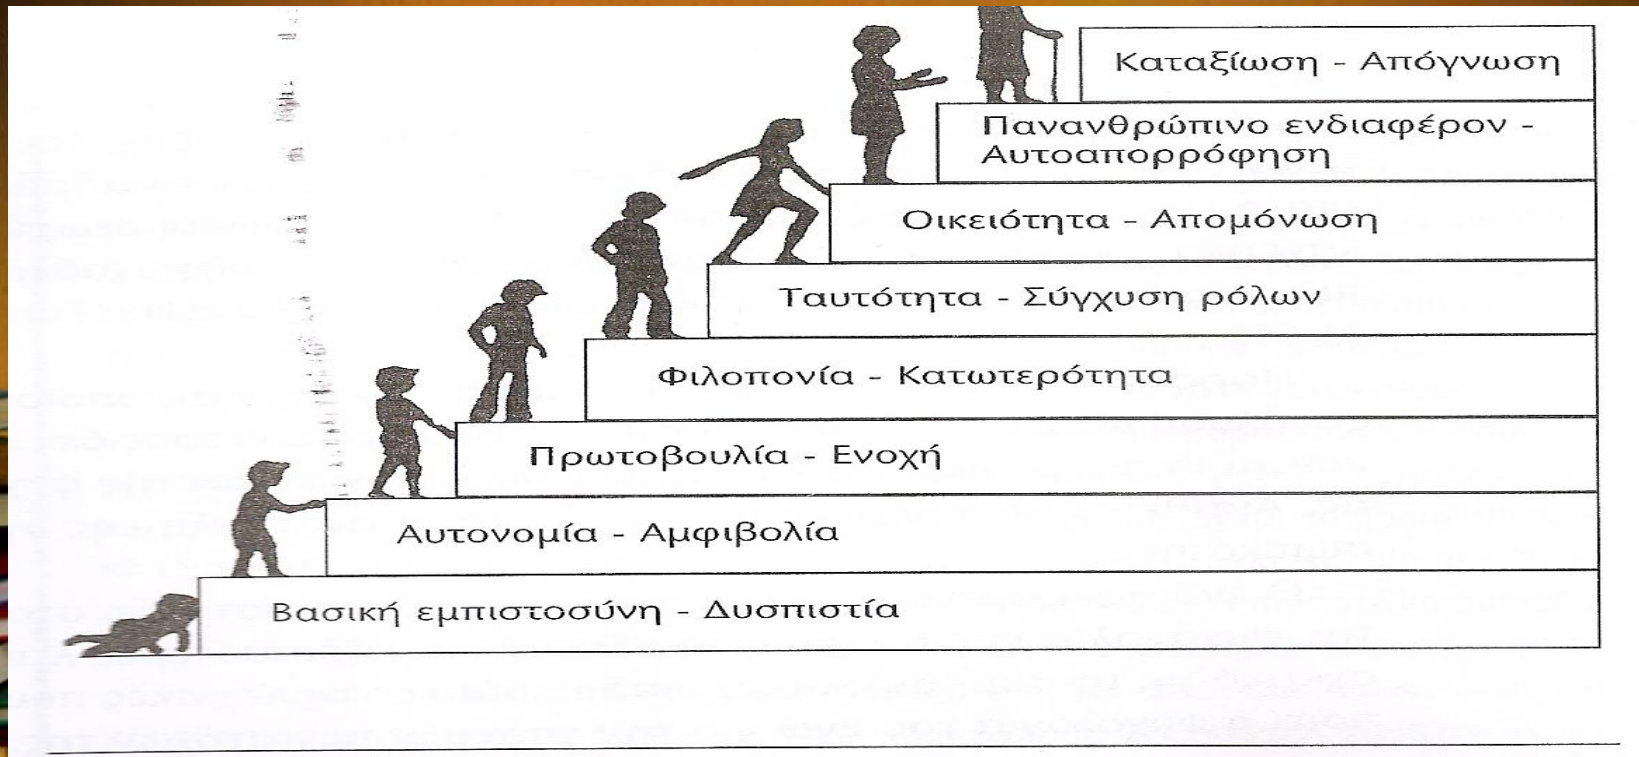 Καταξίωση - Απόγνωση
Πανανθρώπινο ενδιαφέρον -
Αυτοαπορρόφηση
Οικειότητα - Απομόνωση
Ταυτότητα - Σύγχυση ρόλων
Φιλοπονία - Κατωτερότητα
Πρωτοβουλία - Ενοχή
Αυτονομία - Αμφιβολία
Βασική εμπιστοσύνη - Δυσπιστία